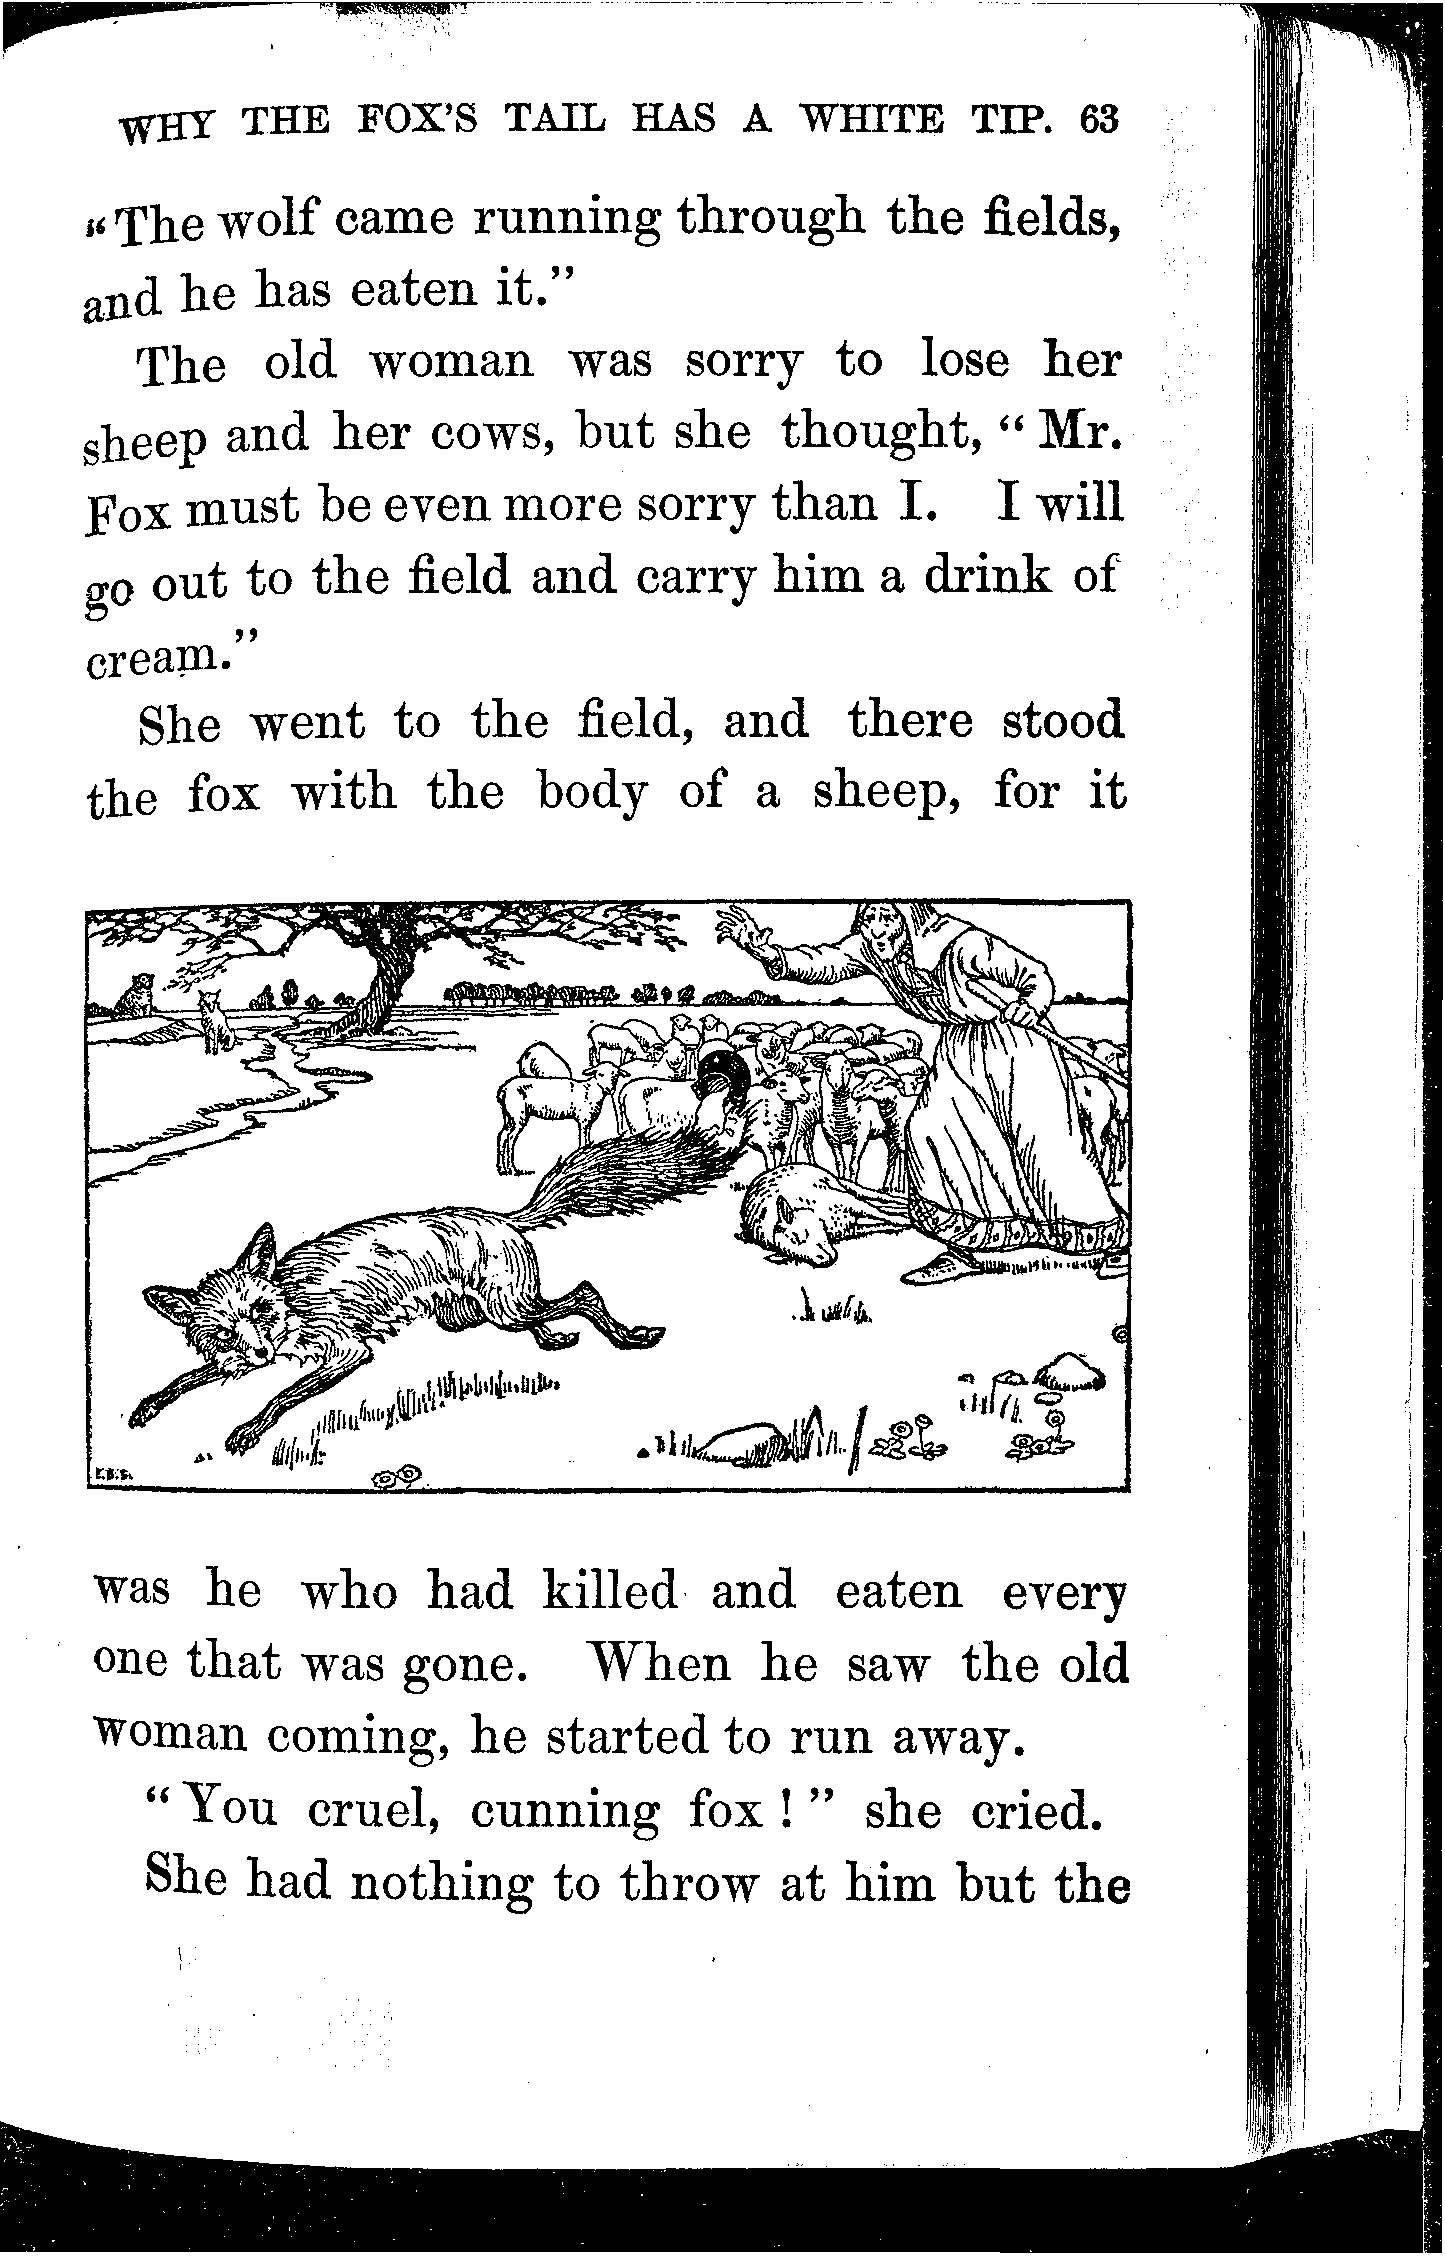 WHY THE FOX'S TAIL HAS A WHITE TIP. 63
"The wolf came running through the fields,
and he has eaten it."
The old woman was sorry to lose her
sheep and her cows, but she thought, "Mr.
Fox must be even more sorry than I. I will
go out to the field and carry him a drink of
cream."
She went to the field, and there stood
the fox with the body of a sheep, for it
E.B.S.
was he who had killed and eaten every
one that was gone. When he saw the old
woman coming, he started to run away.
"You cruel, cunning fox!" she cried.
She had nothing to throw at him but the